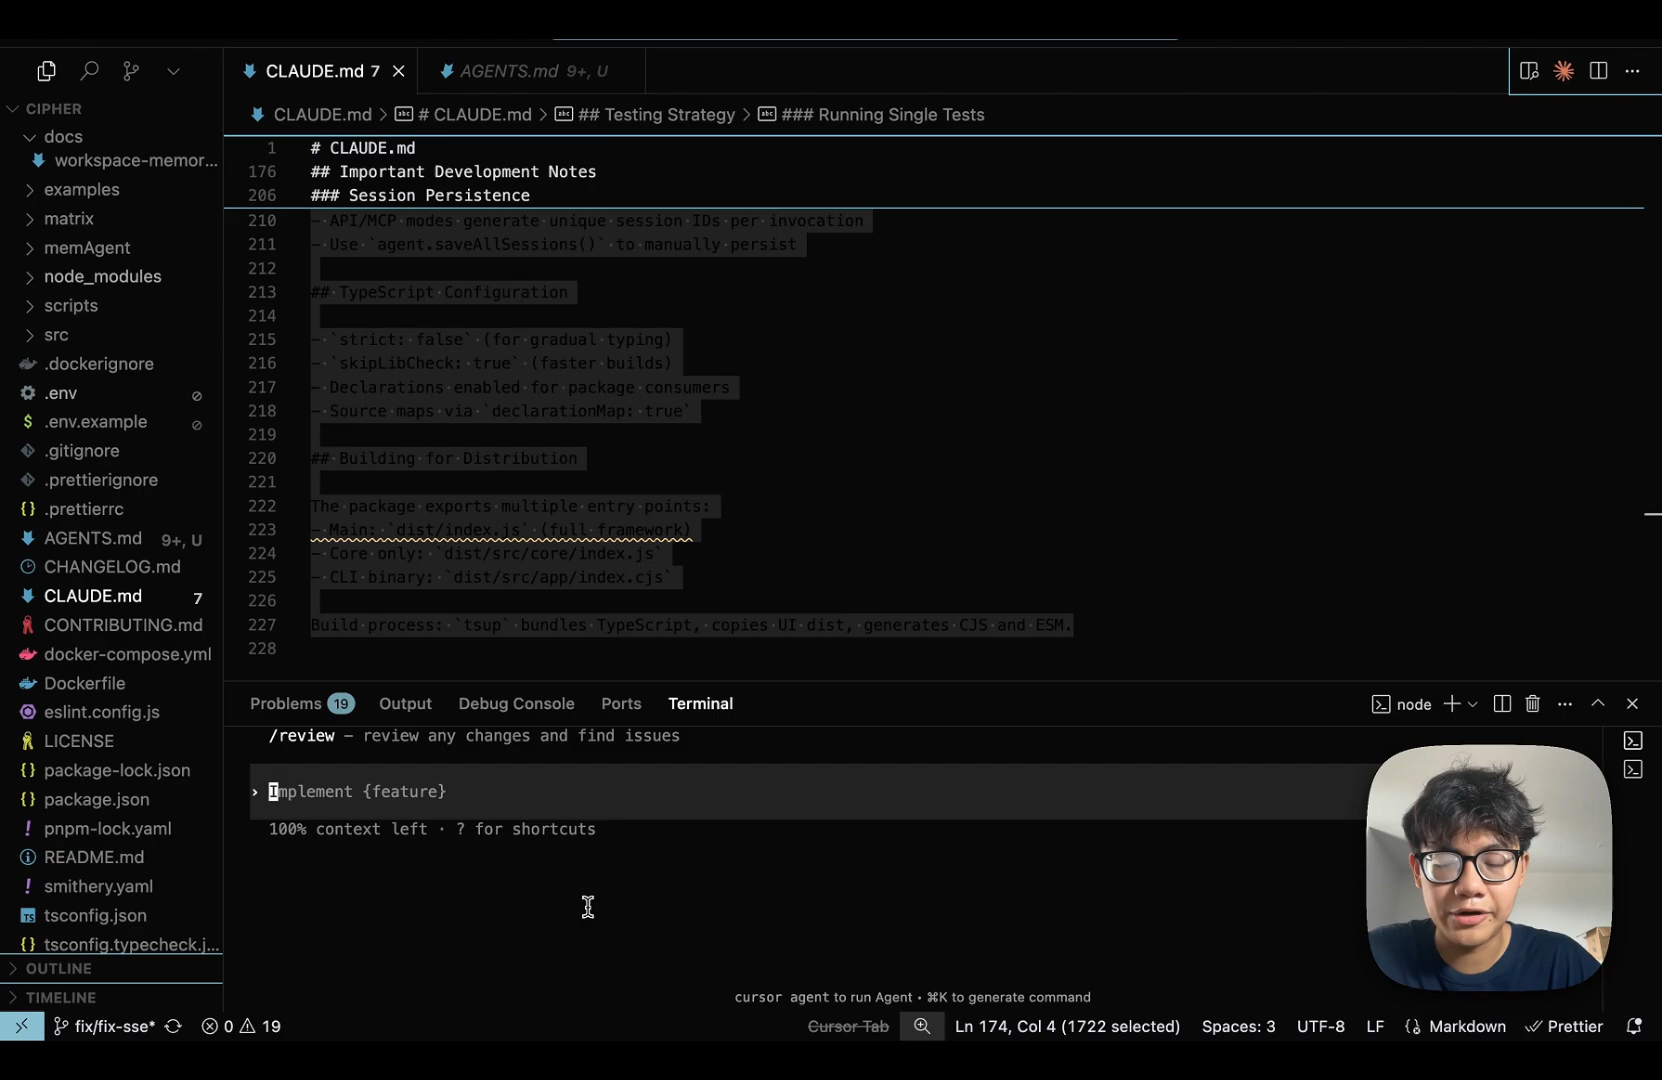 CLAUDE.md 7
AGENTS.md 9+, U
CIPHER
docs
workspace-memor...
examples
matrix
memAgent
node_modules
scripts
src
.dockerignore
.env
.env.example
.gitignore
.prettierignore
.prettierrc
AGENTS.md 9+, U
CHANGELOG.md
CLAUDE.md 7
CONTRIBUTING.md
docker-compose.yml
Dockerfile
eslint.config.js
LICENSE
package-lock.json
package.json
pnpm-lock.yaml
README.md
smithery.yaml
tsconfig.json
tsconfig.typecheck.j...
OUTLINE
TIMELINE
CLAUDE.md > # CLAUDE.md > ## Testing Strategy > ### Running Single Tests
1 # CLAUDE.md
176 ## Important Development Notes
206 ### Session Persistence
210 - API/MCP modes generate unique session IDs per invocation
211 - Use `agent.saveAllSessions()` to manually persist
212
213 ## TypeScript Configuration
214
215 - `strict: false` (for gradual typing)
216 - `skipLibCheck: true` (faster builds)
217 - Declarations enabled for package consumers
218 - Source maps via `declarationMap: true`
219
220 ## Building for Distribution
221
222 The package exports multiple entry points:
223 - Main: `dist/index.js` (full framework)
224 - Core only: `dist/src/core/index.js`
225 - CLI binary: `dist/src/app/index.cjs`
226
227 Build process: `tsup` bundles TypeScript, copies UI dist, generates CJS and ESM.
228
Problems 19 Output Debug Console Ports Terminal node
/review - review any changes and find issues
› Implement {feature}
100% context left · ? for shortcuts
cursor agent to run Agent • ⌘K to generate command
fix/fix-sse* 0 19 Cursor Tab Ln 174, Col 4 (1722 selected) Spaces: 3 UTF-8 LF {} Markdown Prettier